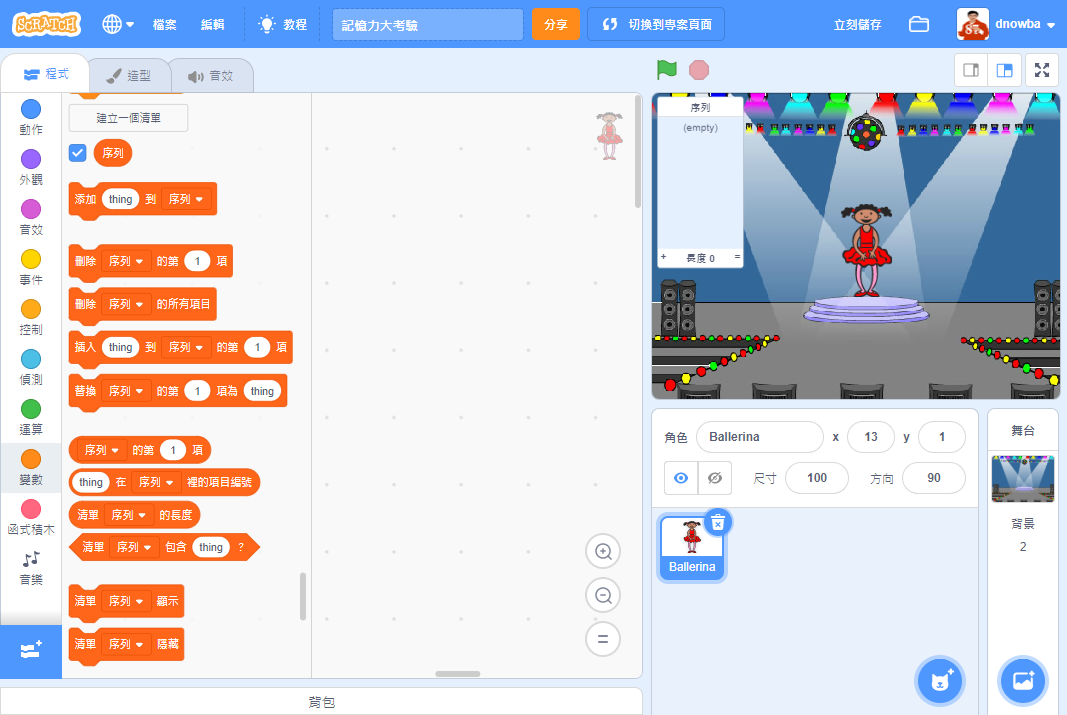 SCRATCH
檔案
編輯
教程
記憶力大考驗
分享
切換到專案頁面
立刻儲存
dnowba
程式
造型
音效
動作
外觀
音效
事件
控制
偵測
運算
變數
函式積木
音樂
建立一個清單
序列
添加 thing 到 序列
刪除 序列 的第 1 項
刪除 序列 的所有項目
插入 thing 到 序列 的第 1 項
替換 序列 的第 1 項為 thing
序列 的第 1 項
thing 在 序列 裡的項目編號
清單 序列 的長度
清單 序列 包含 thing ?
清單 序列 顯示
清單 序列 隱藏
背包
序列
(empty)
+ 長度 0 =
角色 Ballerina x 13 y 1
尺寸 100 方向 90
Ballerina
舞台
背景
2